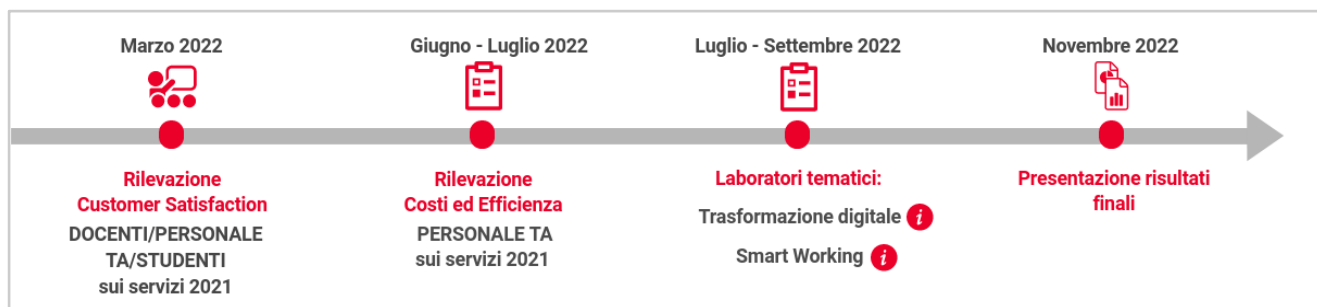 Marzo 2022
Rilevazione
Customer Satisfaction
DOCENTI/PERSONALE
TA/STUDENTI
sui servizi 2021
Giugno - Luglio 2022
Rilevazione
Costi ed Efficienza
PERSONALE TA
sui servizi 2021
Luglio - Settembre 2022
Laboratori tematici:
Trasformazione digitale i
Smart Working i
Novembre 2022
Presentazione risultati
finali